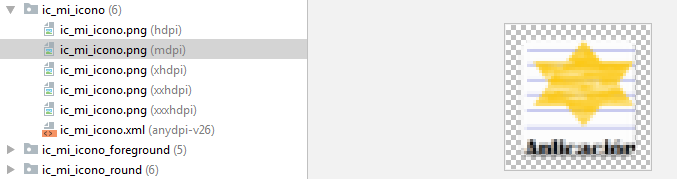 ic_mi_icono (6)
ic_mi_icono.png (hdpi)
ic_mi_icono.png (mdpi)
ic_mi_icono.png (xhdpi)
ic_mi_icono.png (xxhdpi)
ic_mi_icono.png (xxxhdpi)
ic_mi_icono.xml (anydpi-v26)
ic_mi_icono_foreground (5)
ic_mi_icono_round (6)
Aplicación